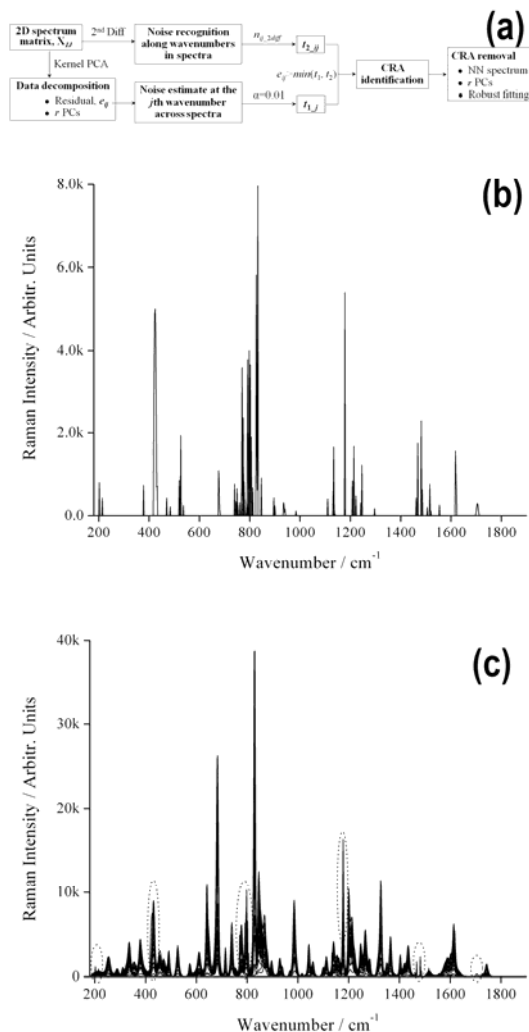 (a)
2D spectrum
matrix, X_IJ
2nd Diff
Noise recognition
along wavenumbers
in spectra
n_ij_2diff
t_2_ij
Kernel PCA
Data decomposition
• Residual, e_ij
• r PCs
Noise estimate at the
jth wavenumber
across spectra
α=0.01
t_1_j
e_ij>min(t_1, t_2)
CRA
identification
CRA removal
• NN spectrum
• r PCs
• Robust fitting
(b)
Raman Intensity / Arbitr. Units
8.0k
6.0k
4.0k
2.0k
0.0
200 400 600 800 1000 1200 1400 1600 1800
Wavenumber / cm-1
(c)
Raman Intensity / Arbitr. Units
40k
30k
20k
10k
0
200 400 600 800 1000 1200 1400 1600 1800
Wavenumber / cm-1